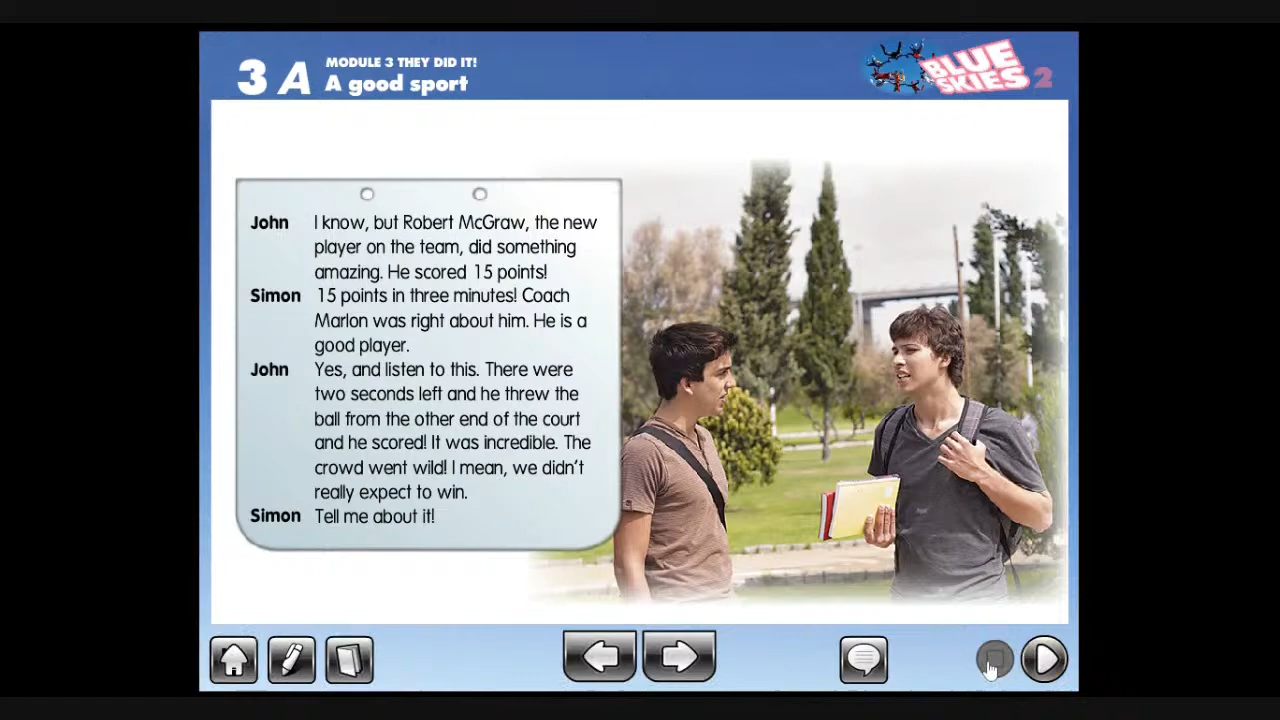 3 A
MODULE 3 THEY DID IT!
A good sport
BLUE
SKIES 2
John I know, but Robert McGraw, the new
player on the team, did something
amazing. He scored 15 points!
Simon 15 points in three minutes! Coach
Marlon was right about him. He is a
good player.
John Yes, and listen to this. There were
two seconds left and he threw the
ball from the other end of the court
and he scored! It was incredible. The
crowd went wild! I mean, we didn't
really expect to win.
Simon Tell me about it!